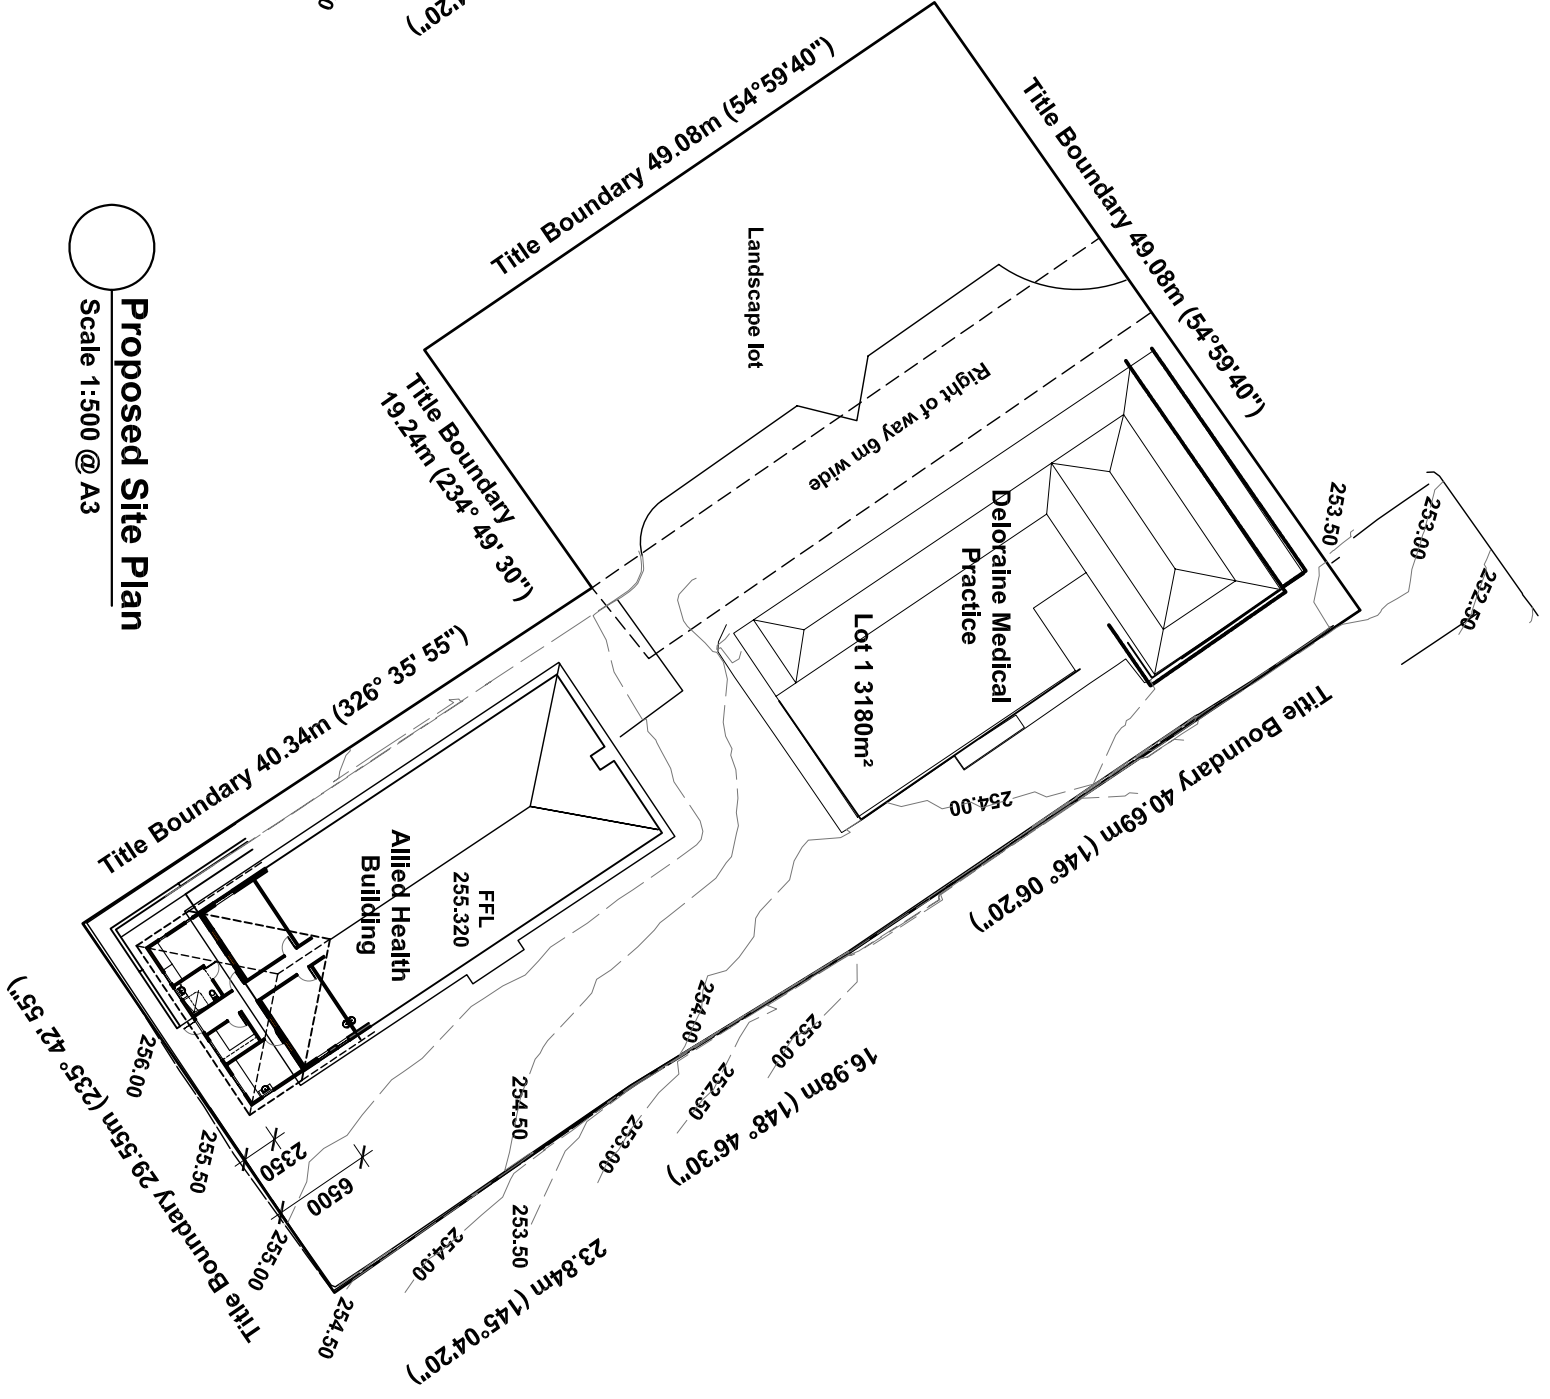 4'20")
0
Title Boundary 49.08m (54°59'40")
Title Boundary 49.08m (54°59'40")
Landscape lot
Right of way 6m wide
Title Boundary
19.24m (234° 49' 30")
Deloraine Medical
Practice
Lot 1 3180m²
253.50
253.00
252.50
Title Boundary 40.69m (146° 06'20")
254.00
Title Boundary 40.34m (326° 35' 55")
Allied Health
Building
FFL
255.320
254.00
252.00
252.50
253.00
16.98m (148° 46'30")
254.50
253.50
254.00
23.84m (145°04'20")
256.00
255.50
2350
6500
255.00
254.50
Title Boundary 29.55m (235° 42' 55")
Proposed Site Plan
Scale 1:500 @ A3